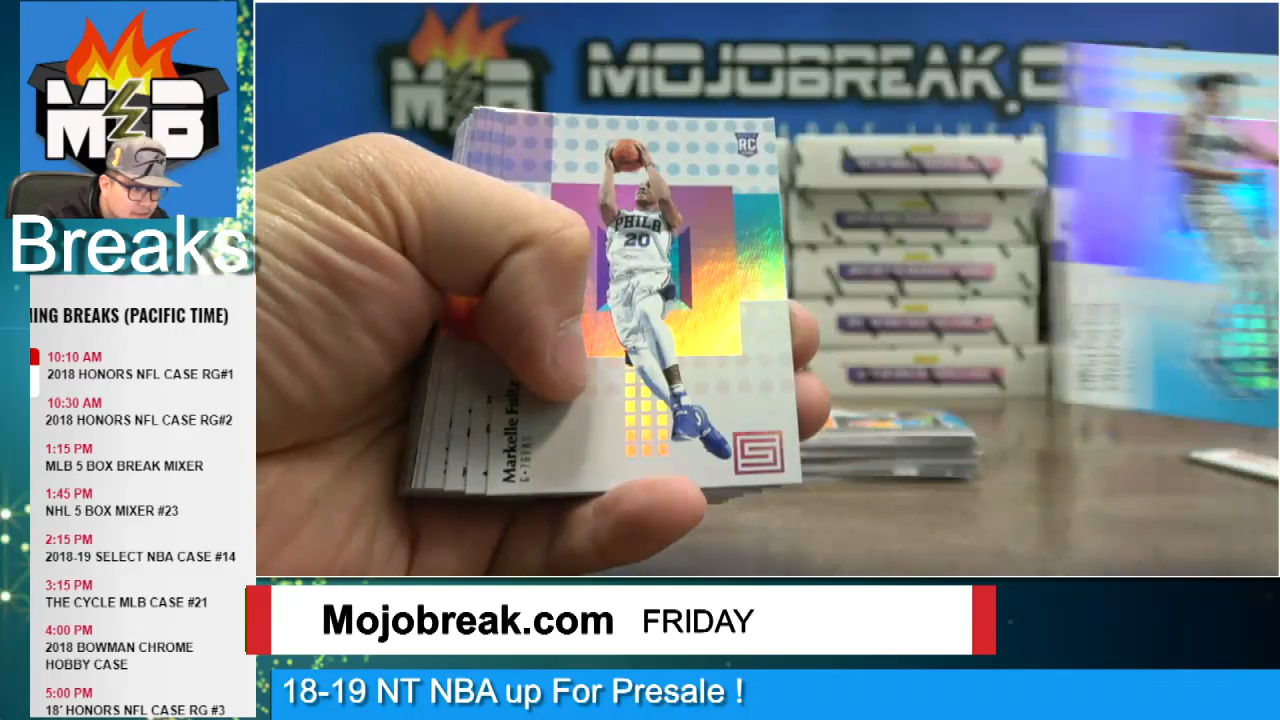 M B
Breaks
ING BREAKS (PACIFIC TIME)
10:10 AM
2018 HONORS NFL CASE RG#1
10:30 AM
2018 HONORS NFL CASE RG#2
1:15 PM
MLB 5 BOX BREAK MIXER
1:45 PM
NHL 5 BOX MIXER #23
2:15 PM
2018-19 SELECT NBA CASE #14
3:15 PM
THE CYCLE MLB CASE #21
4:00 PM
2018 BOWMAN CHROME
HOBBY CASE
5:00 PM
18' HONORS NFL CASE RG #3
MOJOBREAK.C
M B
RC
PHILA
20
Markelle Fultz
G • 76ERS
Mojobreak.com FRIDAY
18-19 NT NBA up For Presale !